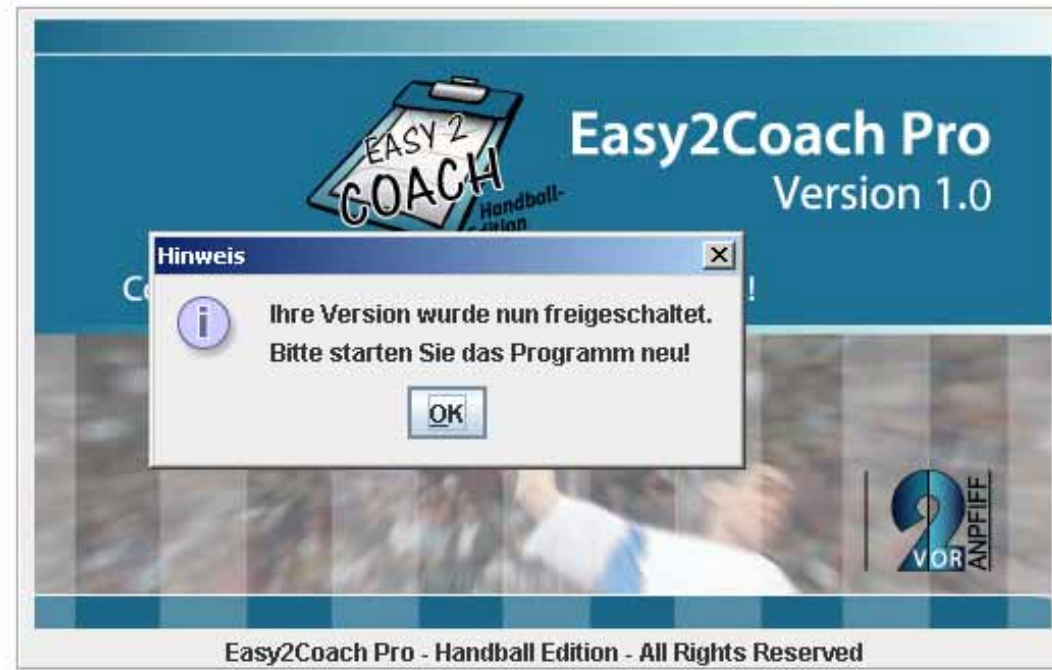 EASY 2
COACH
Handball-
Edition
Easy2Coach Pro
Version 1.0
Hinweis
!
Ihre Version wurde nun freigeschaltet.
Bitte starten Sie das Programm neu!
OK
2
VOR
ANPFIFF
Easy2Coach Pro - Handball Edition - All Rights Reserved